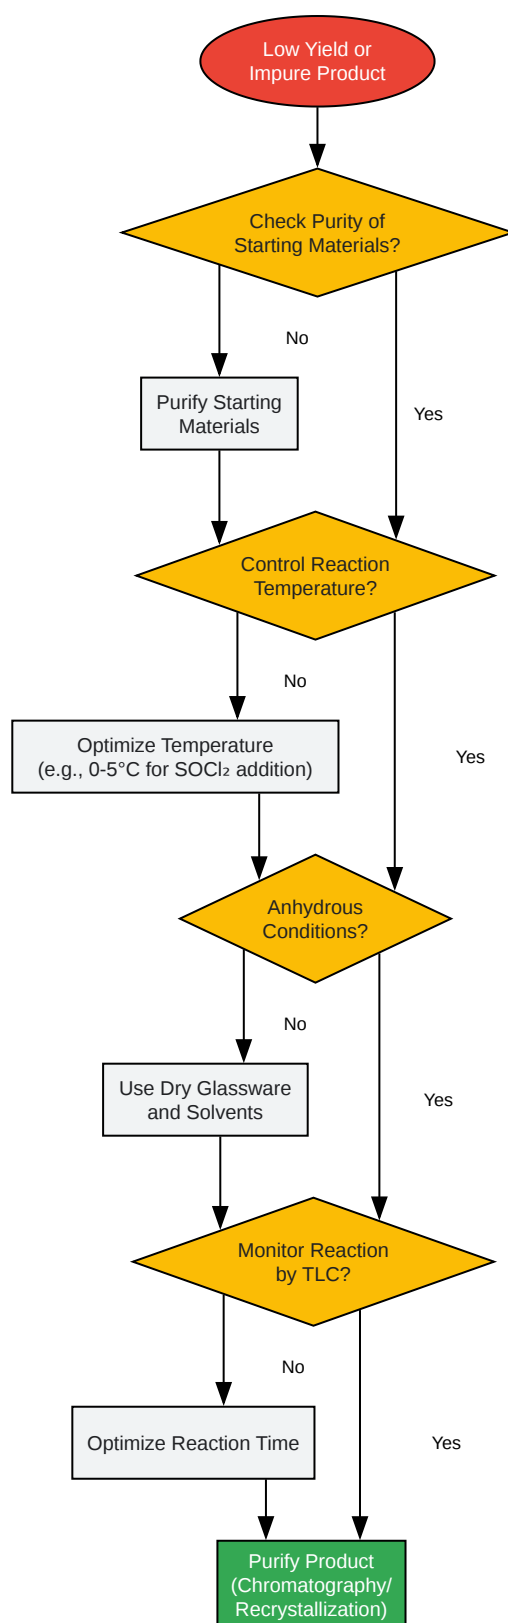 Low Yield or
Impure Product
Check Purity of
Starting Materials?
No
Purify Starting
Materials
Yes
Control Reaction
Temperature?
No
Optimize Temperature
(e.g., 0-5°C for SOCl₂ addition)
Yes
Anhydrous
Conditions?
No
Use Dry Glassware
and Solvents
Yes
Monitor Reaction
by TLC?
No
Optimize Reaction Time
Yes
Purify Product
(Chromatography/
Recrystallization)